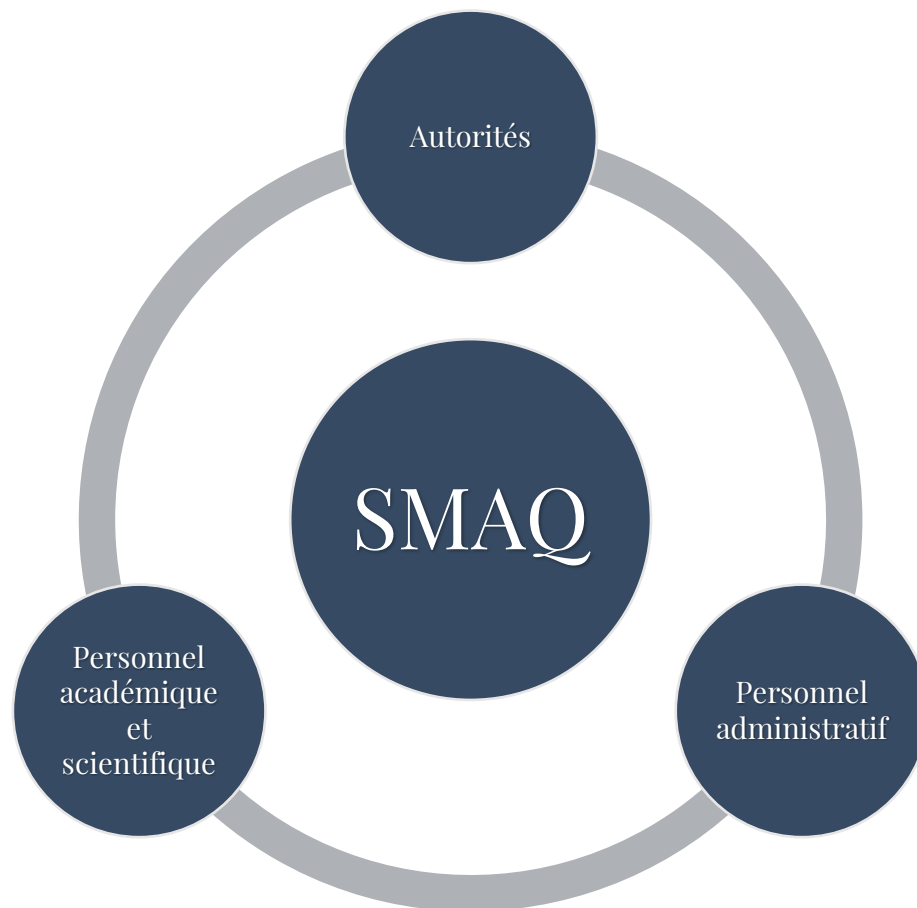 Autorités
SMAQ
Personnel
académique
et
scientifique
Personnel
administratif